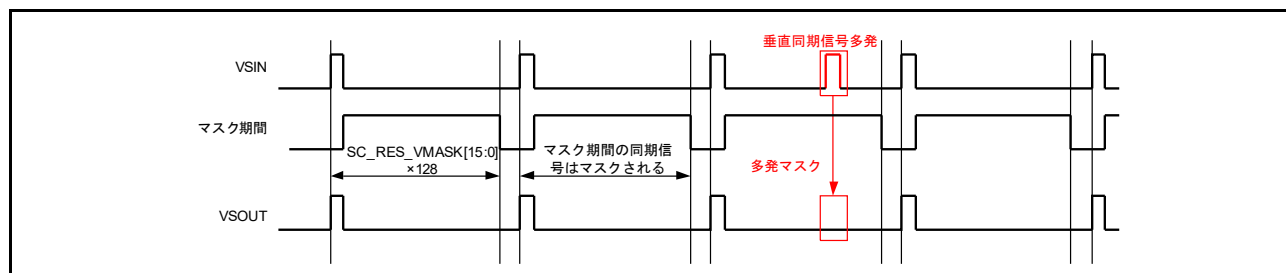 垂直同期信号多発
VSIN
マスク期間
SC_RES_VMASK[15:0]
×128
マスク期間の同期信
号はマスクされる
多発マスク
VSOUT